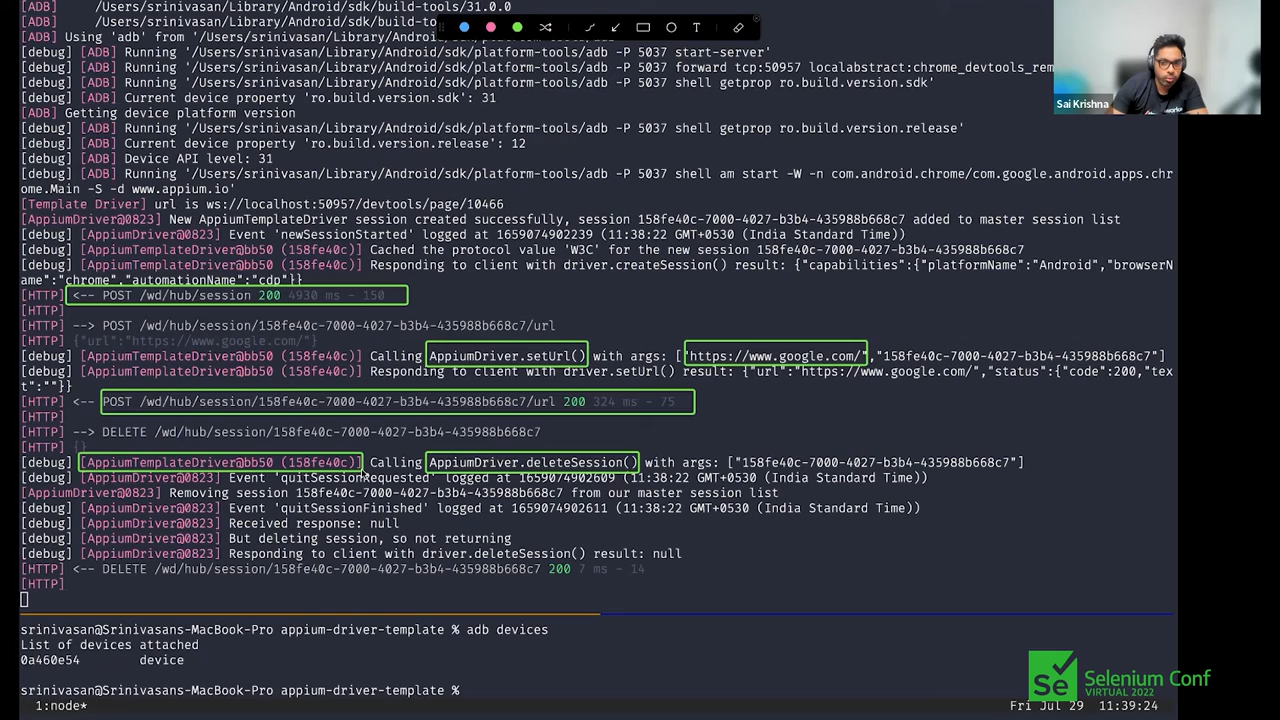 /Users/srinivasan/Library/Android/sdk/build-tools/31.0.0
/Users/srinivasan/Library/Android/sdk/build-tools/
[ADB] Using 'adb' from '/Users/srinivasan/Library/Android/sdk/platform-tools/adb
[debug] [ADB] Running '/Users/srinivasan/Library/Android/sdk/platform-tools/adb -P 5037 start-server'
[debug] [ADB] Running '/Users/srinivasan/Library/Android/sdk/platform-tools/adb -P 5037 forward tcp:50957 localabstract:chrome_devtools_rem
[debug] [ADB] Running '/Users/srinivasan/Library/Android/sdk/platform-tools/adb -P 5037 shell getprop ro.build.version.sdk'
[debug] [ADB] Current device property 'ro.build.version.sdk': 31
[ADB] Getting device platform version
[debug] [ADB] Running '/Users/srinivasan/Library/Android/sdk/platform-tools/adb -P 5037 shell getprop ro.build.version.release'
[debug] [ADB] Current device property 'ro.build.version.release': 12
[debug] [ADB] Device API level: 31
[debug] [ADB] Running '/Users/srinivasan/Library/Android/sdk/platform-tools/adb -P 5037 shell am start -W -n com.android.chrome/com.google.android.apps.chr
ome.Main -S -d www.appium.io'
[Template Driver] url is ws://localhost:50957/devtools/page/10466
[AppiumDriver@0823] New AppiumTemplateDriver session created successfully, session 158fe40c-7000-4027-b3b4-435988b668c7 added to master session list
[debug] [AppiumDriver@0823] Event 'newSessionStarted' logged at 1659074902239 (11:38:22 GMT+0530 (India Standard Time))
[debug] [AppiumTemplateDriver@bb50 (158fe40c)] Cached the protocol value 'W3C' for the new session 158fe40c-7000-4027-b3b4-435988b668c7
[debug] [AppiumTemplateDriver@bb50 (158fe40c)] Responding to client with driver.createSession() result: {"capabilities":{"platformName":"Android","browserN
ame":"chrome","automationName":"cdp"}}
[HTTP] <-- POST /wd/hub/session 200 4930 ms - 150
[HTTP]
[HTTP] --> POST /wd/hub/session/158fe40c-7000-4027-b3b4-435988b668c7/url
[HTTP] {"url":"https://www.google.com/"}
[debug] [AppiumTemplateDriver@bb50 (158fe40c)] Calling AppiumDriver.setUrl() with args: ["https://www.google.com/","158fe40c-7000-4027-b3b4-435988b668c7"]
[debug] [AppiumTemplateDriver@bb50 (158fe40c)] Responding to client with driver.setUrl() result: {"url":"https://www.google.com/","status":{"code":200,"tex
t":""}}
[HTTP] <-- POST /wd/hub/session/158fe40c-7000-4027-b3b4-435988b668c7/url 200 324 ms - 75
[HTTP]
[HTTP] --> DELETE /wd/hub/session/158fe40c-7000-4027-b3b4-435988b668c7
[HTTP] {}
[debug] [AppiumTemplateDriver@bb50 (158fe40c)] Calling AppiumDriver.deleteSession() with args: ["158fe40c-7000-4027-b3b4-435988b668c7"]
[debug] [AppiumDriver@0823] Event 'quitSessionRequested' logged at 1659074902609 (11:38:22 GMT+0530 (India Standard Time))
[AppiumDriver@0823] Removing session 158fe40c-7000-4027-b3b4-435988b668c7 from our master session list
[debug] [AppiumDriver@0823] Event 'quitSessionFinished' logged at 1659074902611 (11:38:22 GMT+0530 (India Standard Time))
[debug] [AppiumDriver@0823] Received response: null
[debug] [AppiumDriver@0823] But deleting session, so not returning
[debug] [AppiumDriver@0823] Responding to client with driver.deleteSession() result: null
[HTTP] <-- DELETE /wd/hub/session/158fe40c-7000-4027-b3b4-435988b668c7 200 7 ms - 14
[HTTP]
srinivasan@Srinivasans-MacBook-Pro appium-driver-template % adb devices
List of devices attached
0a460e54 device
srinivasan@Srinivasans-MacBook-Pro appium-driver-template %
1:node*
Fri Jul 29 11:39:24
T
Sai Krishna
Se
Selenium Conf
VIRTUAL 2022